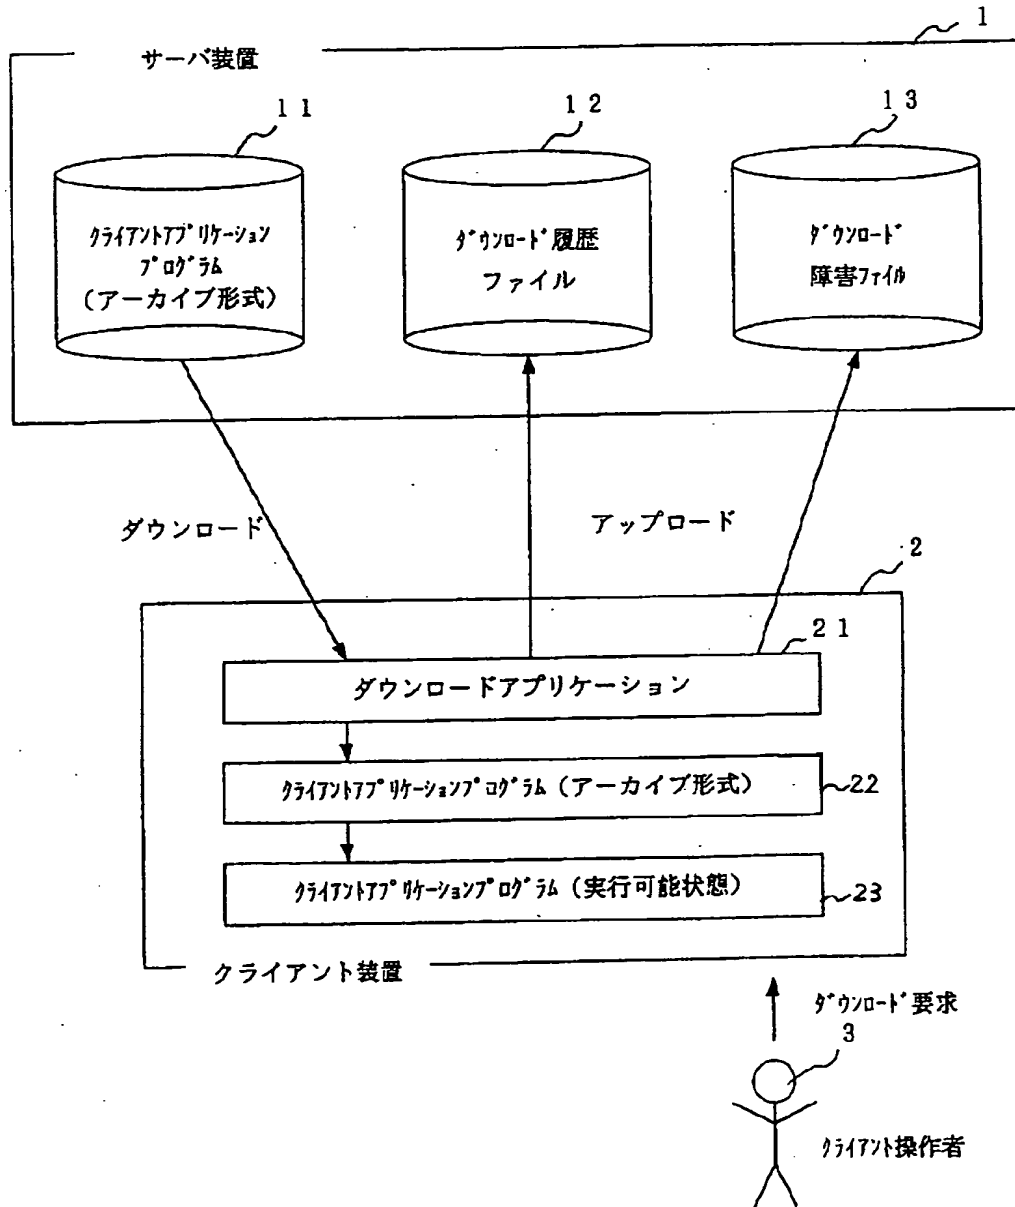 1
サーバ装置
11
12
13
クライアントアプリケーション
プログラム
(アーカイブ形式)
ダウンロード履歴
ファイル
ダウンロード
障害ファイル
ダウンロード
アップロード
2
21
ダウンロードアプリケーション
クライアントアプリケーションプログラム(アーカイブ形式)
22
クライアントアプリケーションプログラム(実行可能状態)
23
クライアント装置
ダウンロード要求
3
クライアント操作者